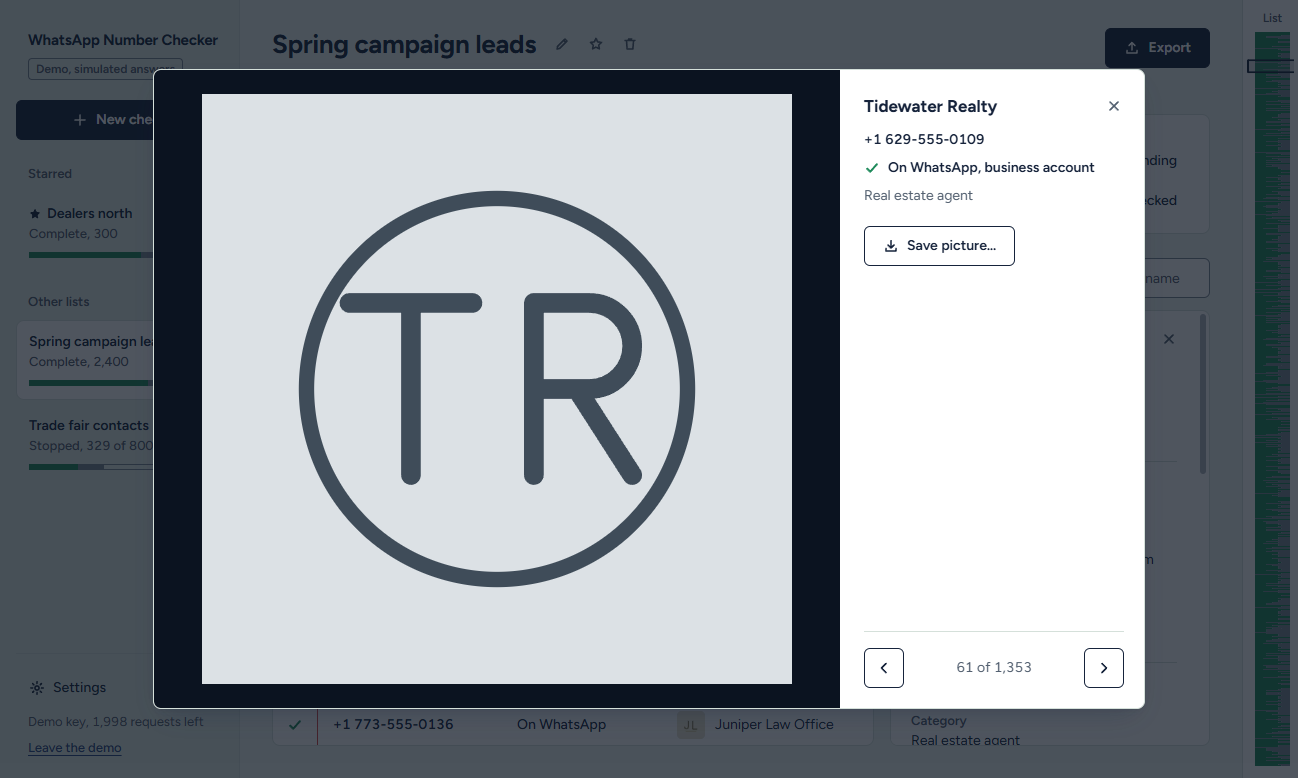 WhatsApp Number Checker
Demo, simulated answers
New che
Starred
Dealers north
Complete, 300
Other lists
Spring campaign lea
Complete, 2,400
Trade fair contacts
Stopped, 329 of 800
Settings
Demo key, 1,998 requests left
Leave the demo
Spring campaign leads
Export
List
TR
Tidewater Realty
+1 629-555-0109
On WhatsApp, business account
Real estate agent
Save picture...
61 of 1,353
nding
cked
name
m
+1 773-555-0136
On WhatsApp
JL
Juniper Law Office
Category
Real estate agent